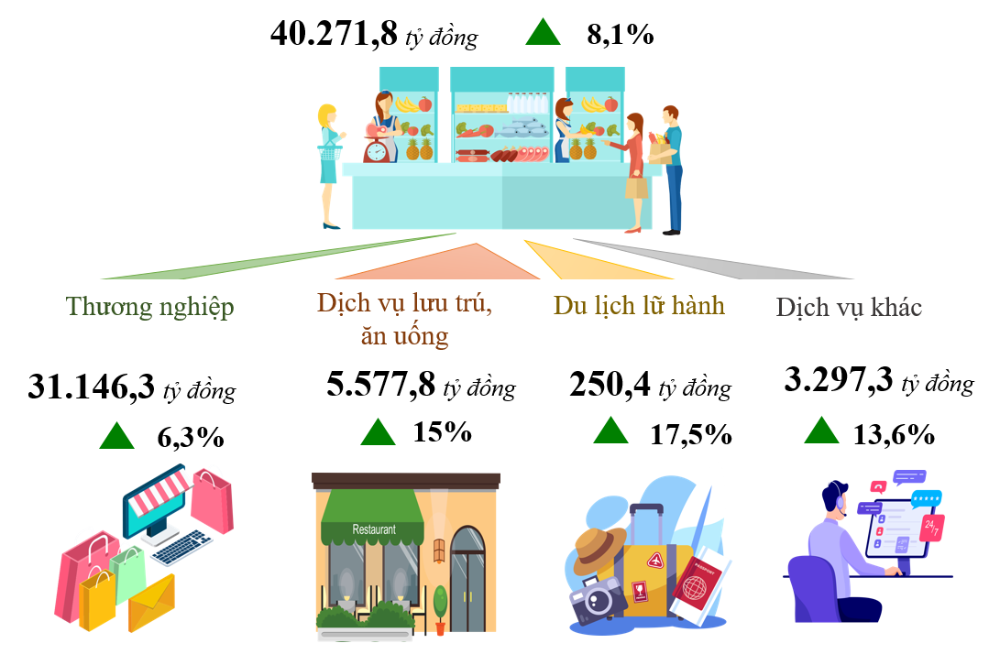 40.271,8 tỷ đồng 8,1%
Thương nghiệp
31.146,3 tỷ đồng
6,3%
Dịch vụ lưu trú,
ăn uống
5.577,8 tỷ đồng
15%
Du lịch lữ hành
250,4 tỷ đồng
17,5%
Dịch vụ khác
3.297,3 tỷ đồng
13,6%
Restaurant
PASSPORT
24/7